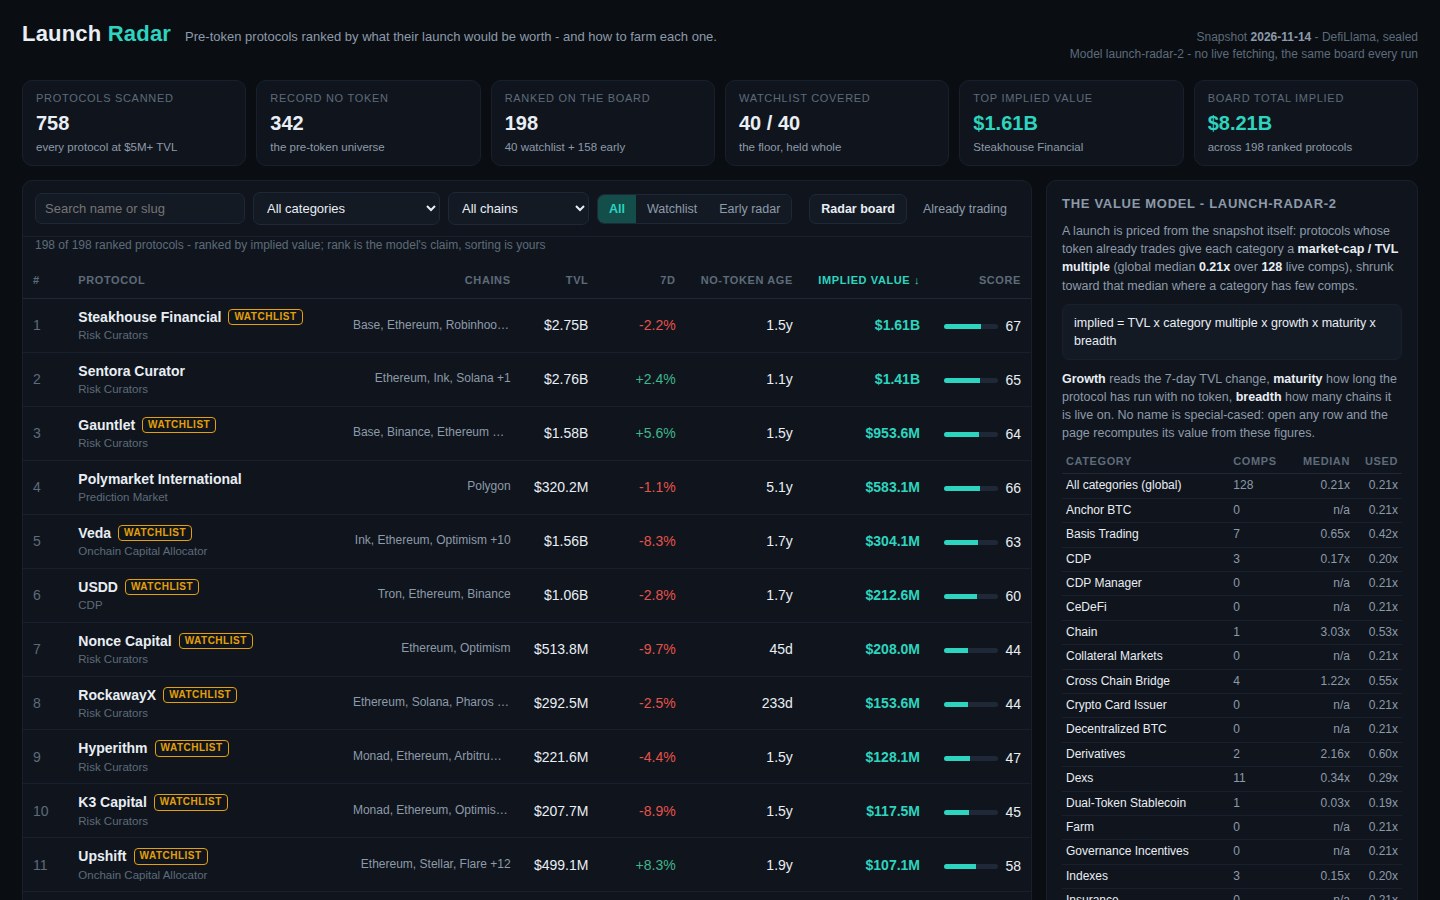 Launch Radar Pre-token protocols ranked by what their launch would be worth - and how to farm each one.
Snapshot 2026-11-14 - DefiLlama, sealed
Model launch-radar-2 - no live fetching, the same board every run
PROTOCOLS SCANNED
758
every protocol at $5M+ TVL
RECORD NO TOKEN
342
the pre-token universe
RANKED ON THE BOARD
198
40 watchlist + 158 early
WATCHLIST COVERED
40 / 40
the floor, held whole
TOP IMPLIED VALUE
$1.61B
Steakhouse Financial
BOARD TOTAL IMPLIED
$8.21B
across 198 ranked protocols
Search name or slug All categories All chains All Watchlist Early radar Radar board Already trading
198 of 198 ranked protocols - ranked by implied value; rank is the model's claim, sorting is yours
# PROTOCOL CHAINS TVL 7D NO-TOKEN AGE IMPLIED VALUE ↓ SCORE
1 Steakhouse Financial WATCHLIST Base, Ethereum, Robinhoo... $2.75B -2.2% 1.5y $1.61B 67
Risk Curators
2 Sentora Curator Ethereum, Ink, Solana +1 $2.76B +2.4% 1.1y $1.41B 65
Risk Curators
3 Gauntlet WATCHLIST Base, Binance, Ethereum ... $1.58B +5.6% 1.5y $953.6M 64
Risk Curators
4 Polymarket International Polygon $320.2M -1.1% 5.1y $583.1M 66
Prediction Market
5 Veda WATCHLIST Ink, Ethereum, Optimism +10 $1.56B -8.3% 1.7y $304.1M 63
Onchain Capital Allocator
6 USDD WATCHLIST Tron, Ethereum, Binance $1.06B -2.8% 1.7y $212.6M 60
CDP
7 Nonce Capital WATCHLIST Ethereum, Optimism $513.8M -9.7% 45d $208.0M 44
Risk Curators
8 RockawayX WATCHLIST Ethereum, Solana, Pharos ... $292.5M -2.5% 233d $153.6M 44
Risk Curators
9 Hyperithm WATCHLIST Monad, Ethereum, Arbitru... $221.6M -4.4% 1.5y $128.1M 47
Risk Curators
10 K3 Capital WATCHLIST Monad, Ethereum, Optimis... $207.7M -8.9% 1.5y $117.5M 45
Risk Curators
11 Upshift WATCHLIST Ethereum, Stellar, Flare +12 $499.1M +8.3% 1.9y $107.1M 58
Onchain Capital Allocator
THE VALUE MODEL - LAUNCH-RADAR-2
A launch is priced from the snapshot itself: protocols whose
token already trades give each category a market-cap / TVL
multiple (global median 0.21x over 128 live comps), shrunk
toward that median where a category has few comps.
implied = TVL x category multiple x growth x maturity x
breadth
Growth reads the 7-day TVL change, maturity how long the
protocol has run with no token, breadth how many chains it
is live on. No name is special-cased: open any row and the
page recomputes its value from these figures.
CATEGORY COMPS MEDIAN USED
All categories (global) 128 0.21x 0.21x
Anchor BTC 0 n/a 0.21x
Basis Trading 7 0.65x 0.42x
CDP 3 0.17x 0.20x
CDP Manager 0 n/a 0.21x
CeDeFi 0 n/a 0.21x
Chain 1 3.03x 0.53x
Collateral Markets 0 n/a 0.21x
Cross Chain Bridge 4 1.22x 0.55x
Crypto Card Issuer 0 n/a 0.21x
Decentralized BTC 0 n/a 0.21x
Derivatives 2 2.16x 0.60x
Dexs 11 0.34x 0.29x
Dual-Token Stablecoin 1 0.03x 0.19x
Farm 0 n/a 0.21x
Governance Incentives 0 n/a 0.21x
Indexes 3 0.15x 0.20x
Insurance 0 n/a 0.21x